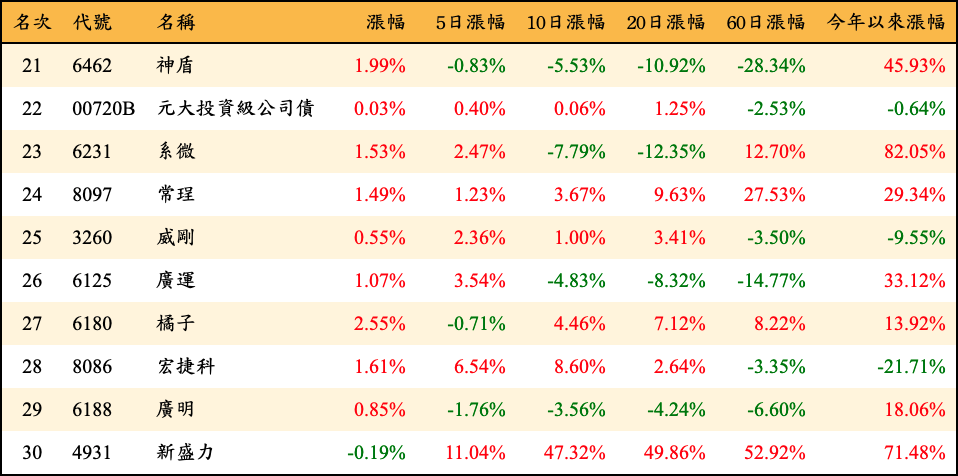 名次 代號 名稱 漲幅 5日漲幅 10日漲幅 20日漲幅 60日漲幅 今年以來漲幅
21 6462 神盾 1.99% -0.83% -5.53% -10.92% -28.34% 45.93%
22 00720B 元大投資級公司債 0.03% 0.40% 0.06% 1.25% -2.53% -0.64%
23 6231 系微 1.53% 2.47% -7.79% -12.35% 12.70% 82.05%
24 8097 常珵 1.49% 1.23% 3.67% 9.63% 27.53% 29.34%
25 3260 威剛 0.55% 2.36% 1.00% 3.41% -3.50% -9.55%
26 6125 廣運 1.07% 3.54% -4.83% -8.32% -14.77% 33.12%
27 6180 橘子 2.55% -0.71% 4.46% 7.12% 8.22% 13.92%
28 8086 宏捷科 1.61% 6.54% 8.60% 2.64% -3.35% -21.71%
29 6188 廣明 0.85% -1.76% -3.56% -4.24% -6.60% 18.06%
30 4931 新盛力 -0.19% 11.04% 47.32% 49.86% 52.92% 71.48%